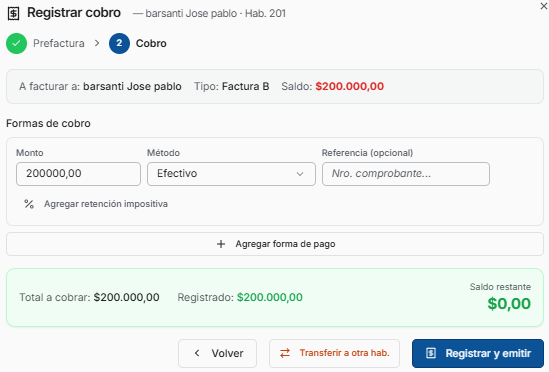 Registrar cobro — barsanti Jose pablo · Hab. 201
Prefactura > 2 Cobro
A facturar a: barsanti Jose pablo Tipo: Factura B Saldo: $200.000,00
Formas de cobro
Monto Método Referencia (opcional)
200000,00 Efectivo Nro. comprobante...
% Agregar retención impositiva
+ Agregar forma de pago
Saldo restante
Total a cobrar: $200.000,00 Registrado: $200.000,00
$0,00
Volver Transferir a otra hab. Registrar y emitir